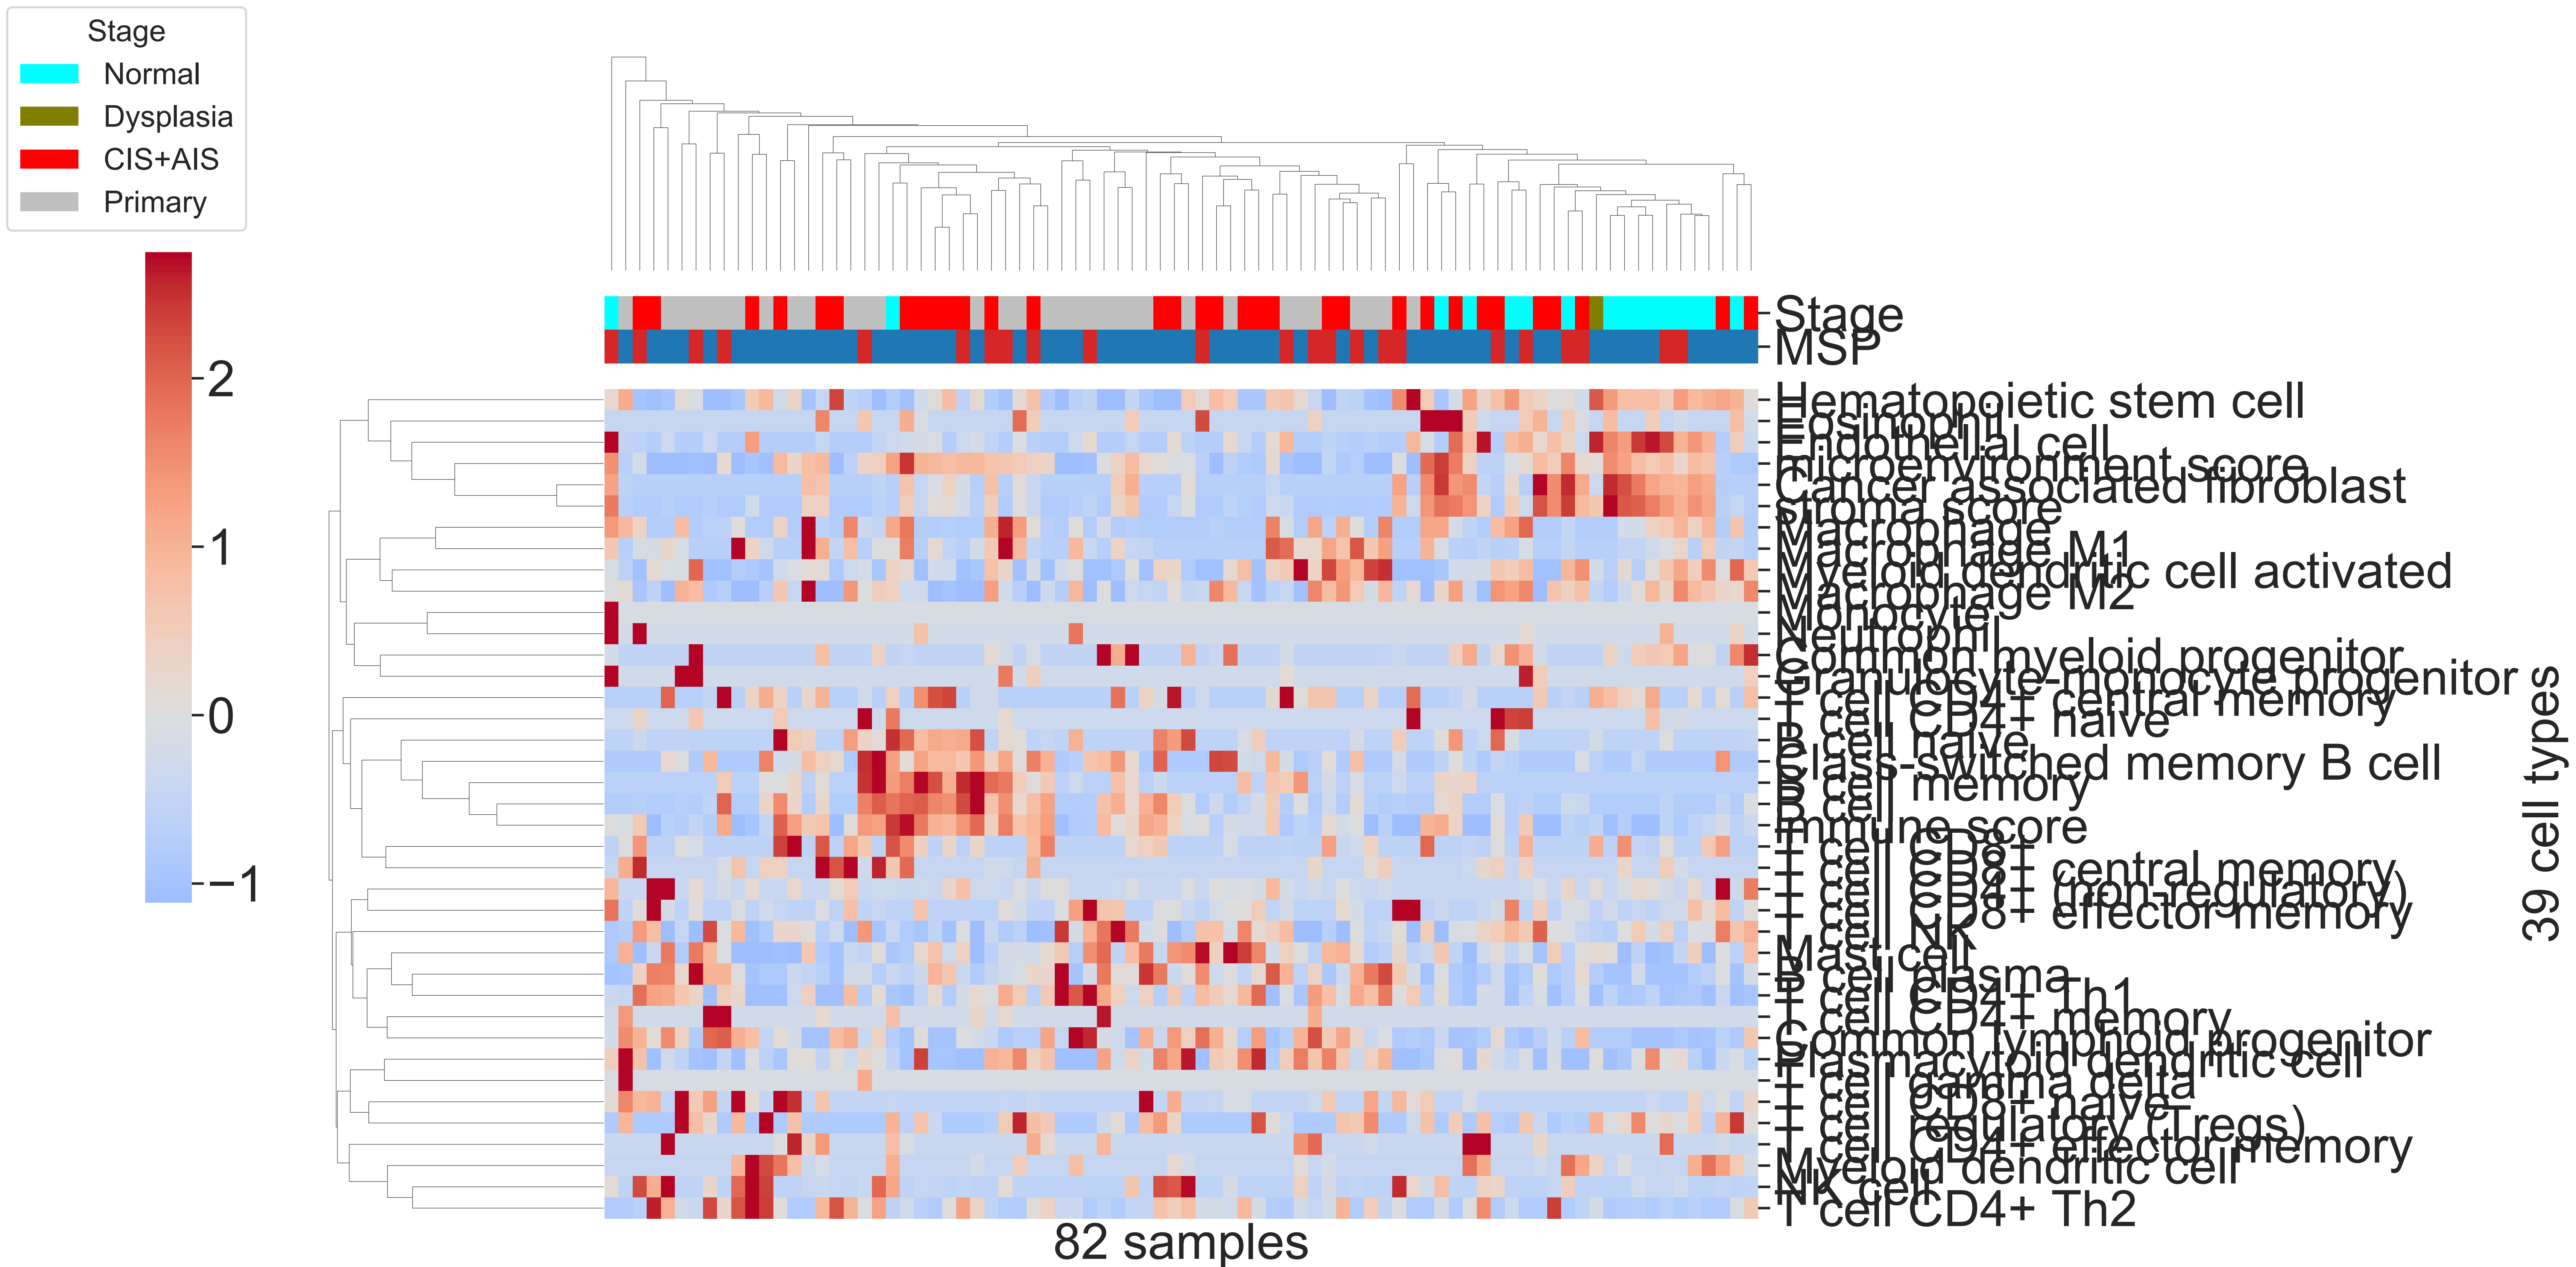 Stage
Normal
Dysplasia
CIS+AIS
Primary
2
1
0
−1
Stage
MSP
Hematopoietic stem cell
Eosinophil
Endothelial cell
microenvironment score
Cancer associated fibroblast
stroma score
Macrophage
Macrophage M1
Myeloid dendritic cell activated
Macrophage M2
Monocyte
Neutrophil
Common myeloid progenitor
Granulocyte-monocyte progenitor
T cell CD4+ central memory
T cell CD4+ naive
B cell naive
Class-switched memory B cell
B cell memory
B cell
immune score
T cell CD8+
T cell CD8+ central memory
T cell CD4+ (non-regulatory)
T cell CD8+ effector memory
T cell NK
Mast cell
B cell plasma
T cell CD4+ Th1
T cell CD4+ memory
Common lymphoid progenitor
Plasmacytoid dendritic cell
T cell gamma delta
T cell CD8+ naive
T cell regulatory (Tregs)
T cell CD4+ effector memory
Myeloid dendritic cell
NK cell
T cell CD4+ Th2
39 cell types
82 samples